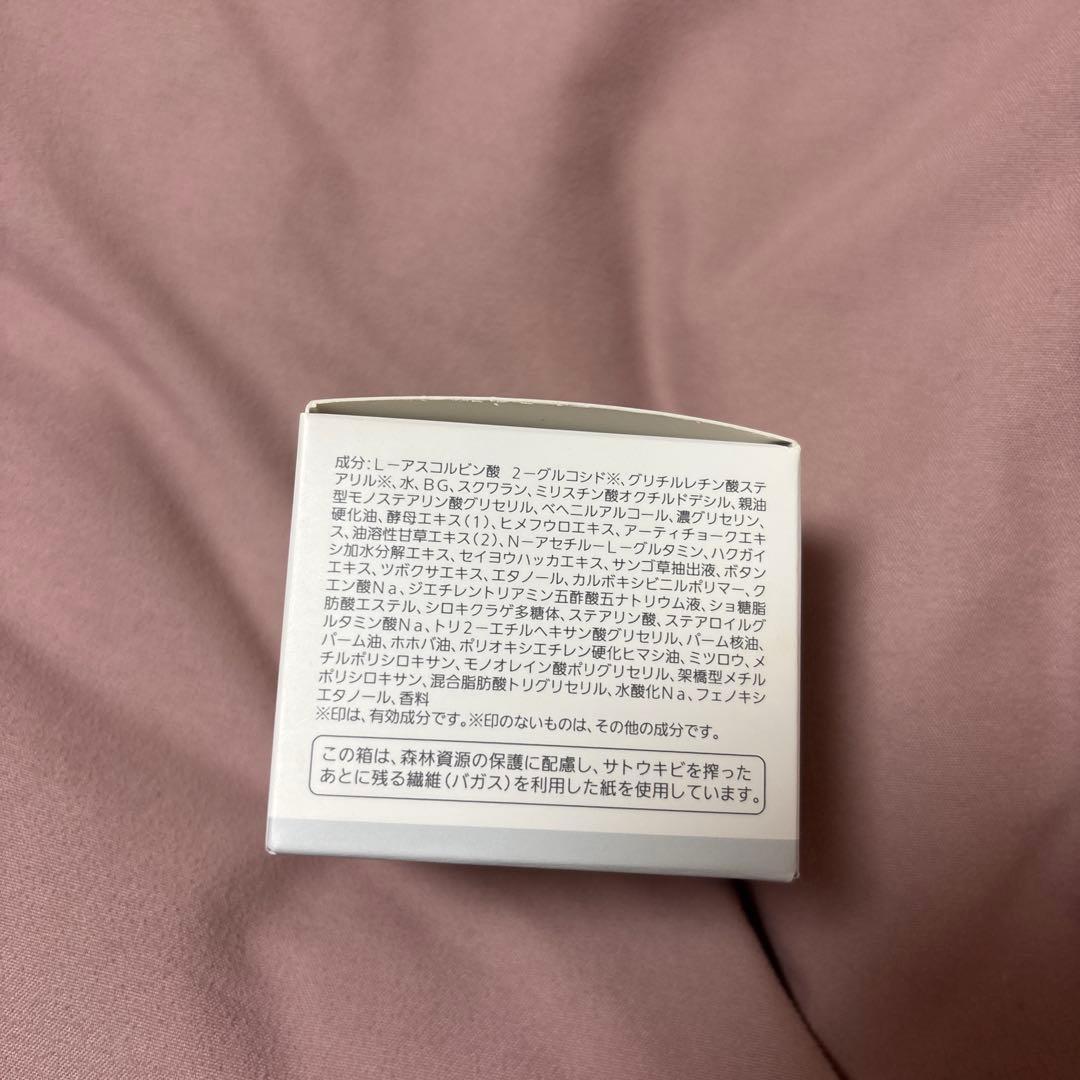 成分：L－アスコルビン酸 2－グルコシド※、グリチルレチン酸ステ
アリル※、水、BG、スクワラン、ミリスチン酸オクチルドデシル、親油
型モノステアリン酸グリセリル、ベヘニルアルコール、濃グリセリン、
硬化油、酵母エキス(1)、ヒメフウロエキス、アーティチョークエキ
ス、油溶性甘草エキス(2)、N－アセチル－L－グルタミン、ハクガイ
シ加水分解エキス、セイヨウハッカエキス、サンゴ草抽出液、ボタン
エキス、ツボクサエキス、エタノール、カルボキシビニルポリマー、ク
エン酸Na、ジエチレントリアミン五酢酸五ナトリウム液、ショ糖脂
肪酸エステル、シロキクラゲ多糖体、ステアリン酸、ステアロイルグ
ルタミン酸Na、トリ2－エチルヘキサン酸グリセリル、パーム核油、
パーム油、ホホバ油、ポリオキシエチレン硬化ヒマシ油、ミツロウ、メ
チルポリシロキサン、モノオレイン酸ポリグリセリル、架橋型メチル
ポリシロキサン、混合脂肪酸トリグリセリル、水酸化Na、フェノキシ
エタノール、香料
※印は、有効成分です。※印のないものは、その他の成分です。
この箱は、森林資源の保護に配慮し、サトウキビを搾った
あとに残る繊維(バガス)を利用した紙を使用しています。